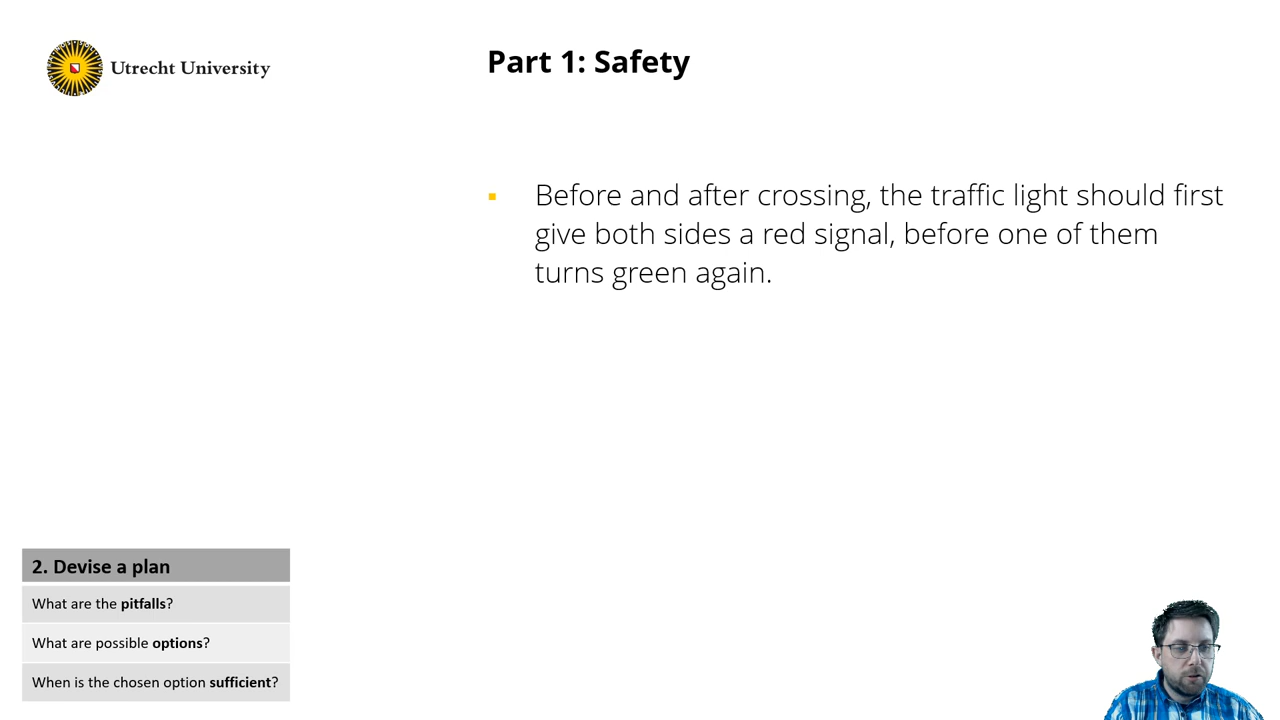 Utrecht University
Part 1: Safety
Before and after crossing, the traffic light should first
give both sides a red signal, before one of them
turns green again.
2. Devise a plan
What are the pitfalls?
What are possible options?
When is the chosen option sufficient?